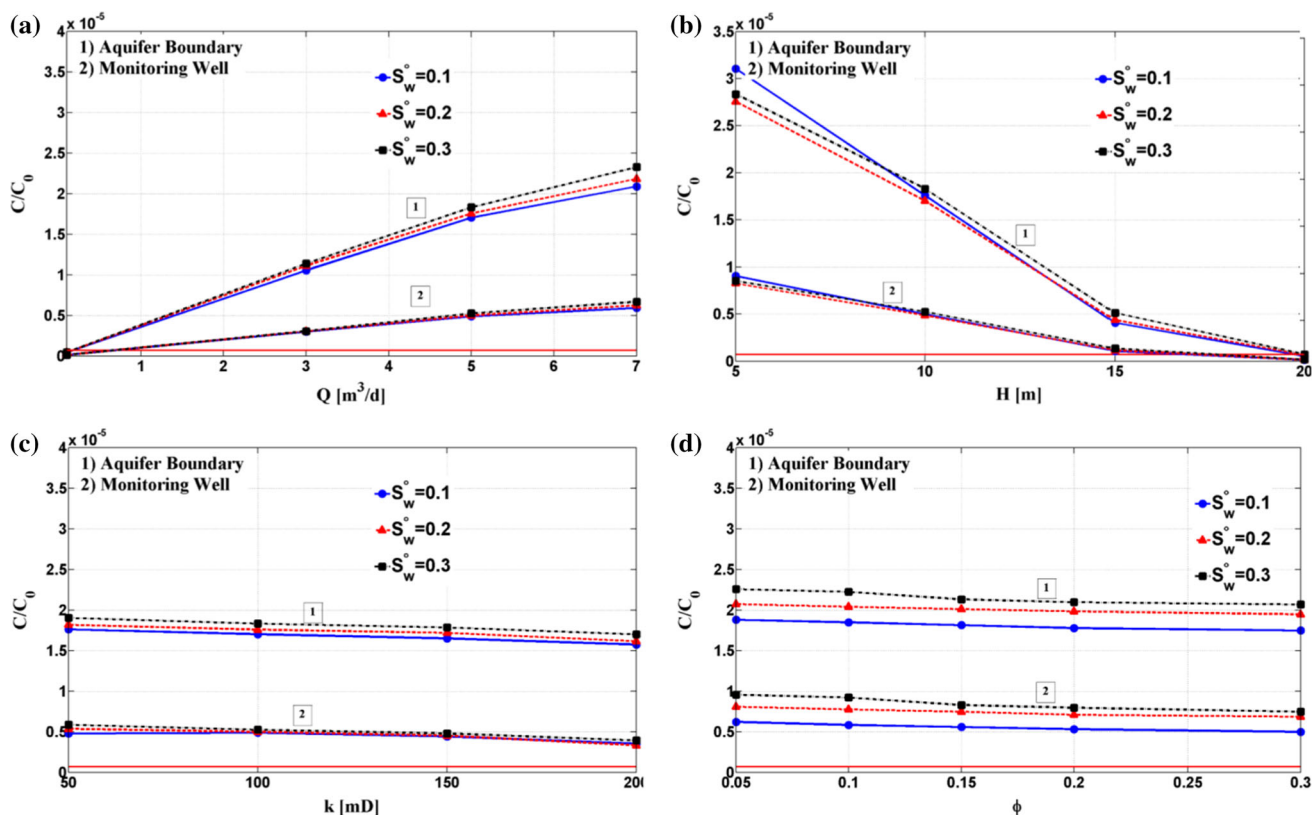 (a)
4 x 10^-5
1) Aquifer Boundary
2) Monitoring Well
S°w=0.1
S°w=0.2
S°w=0.3
3.5
3
2.5
2
1.5
1
0.5
0
C/C0
1
2
1 2 3 4 5 6 7
Q [m^3/d]
(b)
3.5 x 10^-5
1) Aquifer Boundary
2) Monitoring Well
S°w=0.1
S°w=0.2
S°w=0.3
3
2.5
2
1.5
1
0.5
0
C/C0
1
2
5 10 15 20
H [m]
(c)
4 x 10^-5
1) Aquifer Boundary
2) Monitoring Well
S°w=0.1
S°w=0.2
S°w=0.3
3.5
3
2.5
2
1.5
1
0.5
0
C/C0
1
2
50 100 150 200
k [mD]
(d)
4 x 10^-5
1) Aquifer Boundary
2) Monitoring Well
S°w=0.1
S°w=0.2
S°w=0.3
3.5
3
2.5
2
1.5
1
0.5
0
C/C0
1
2
0.05 0.1 0.15 0.2 0.25 0.3
ϕ